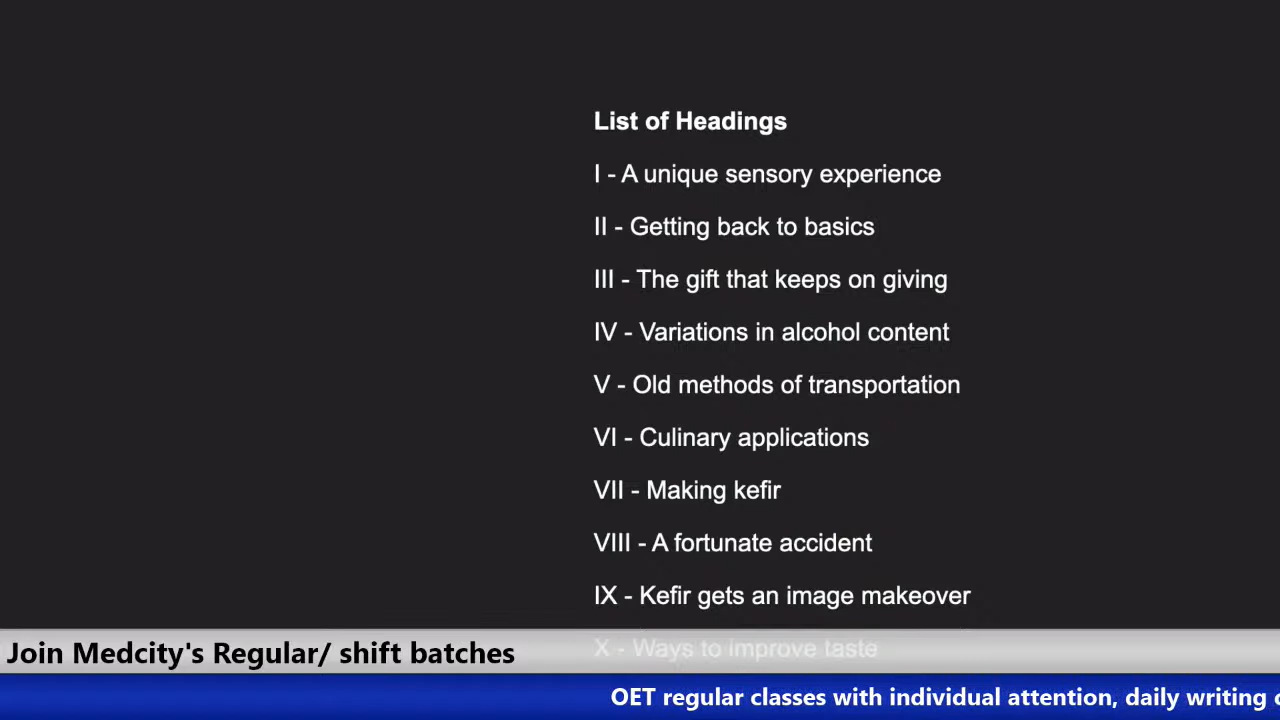 List of Headings
I - A unique sensory experience
II - Getting back to basics
III - The gift that keeps on giving
IV - Variations in alcohol content
V - Old methods of transportation
VI - Culinary applications
VII - Making kefir
VIII - A fortunate accident
IX - Kefir gets an image makeover
X - Ways to improve taste
Join Medcity's Regular/ shift batches
OET regular classes with individual attention, daily writing